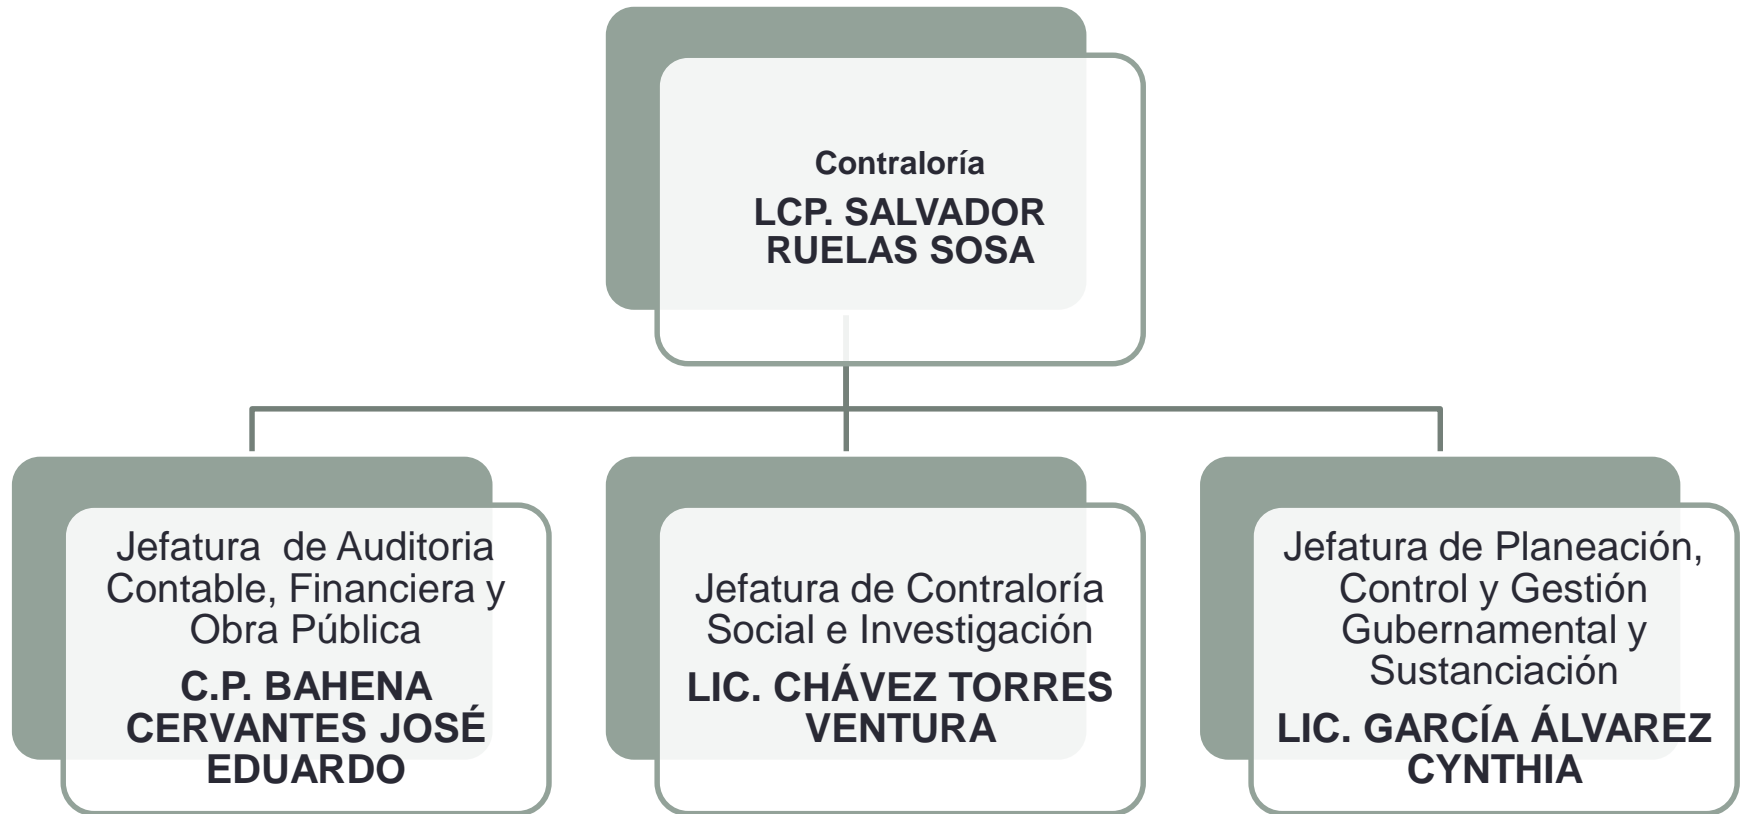 Contraloría
LCP. SALVADOR
RUELAS SOSA
Jefatura  de Auditoria
Contable, Financiera y
Obra Pública
C.P. BAHENA
CERVANTES JOSÉ
EDUARDO
Jefatura de Contraloría
Social e Investigación
LIC. CHÁVEZ TORRES
VENTURA
Jefatura de Planeación,
Control y Gestión
Gubernamental y
Sustanciación
LIC. GARCÍA ÁLVAREZ
CYNTHIA